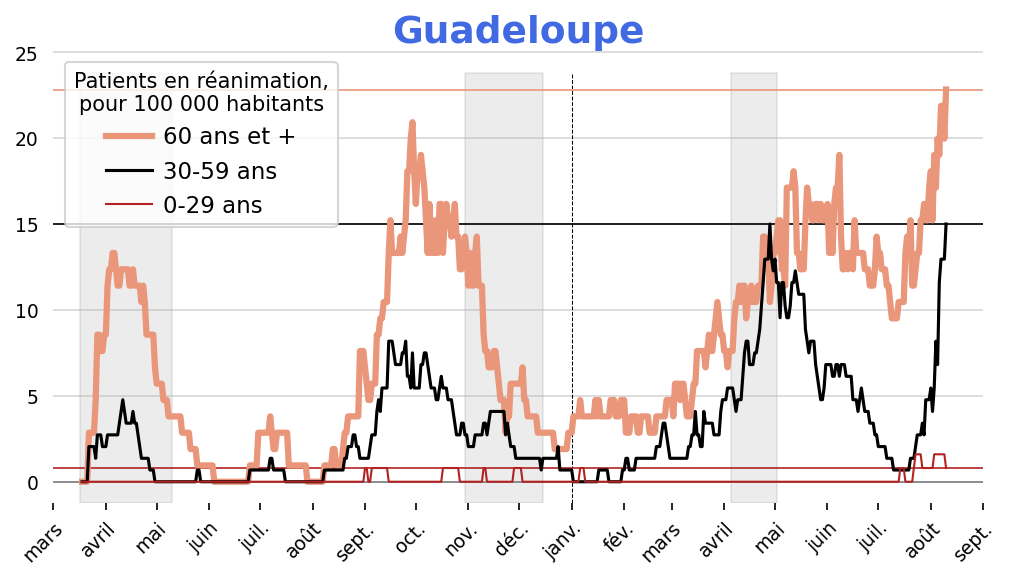 Guadeloupe
25
20
15
10
5
0
Patients en réanimation,
pour 100 000 habitants
60 ans et +
30-59 ans
0-29 ans
mars
avril
mai
juin
juil.
août
sept.
oct.
nov.
déc.
janv.
fév.
mars
avril
mai
juin
juil.
août
sept.